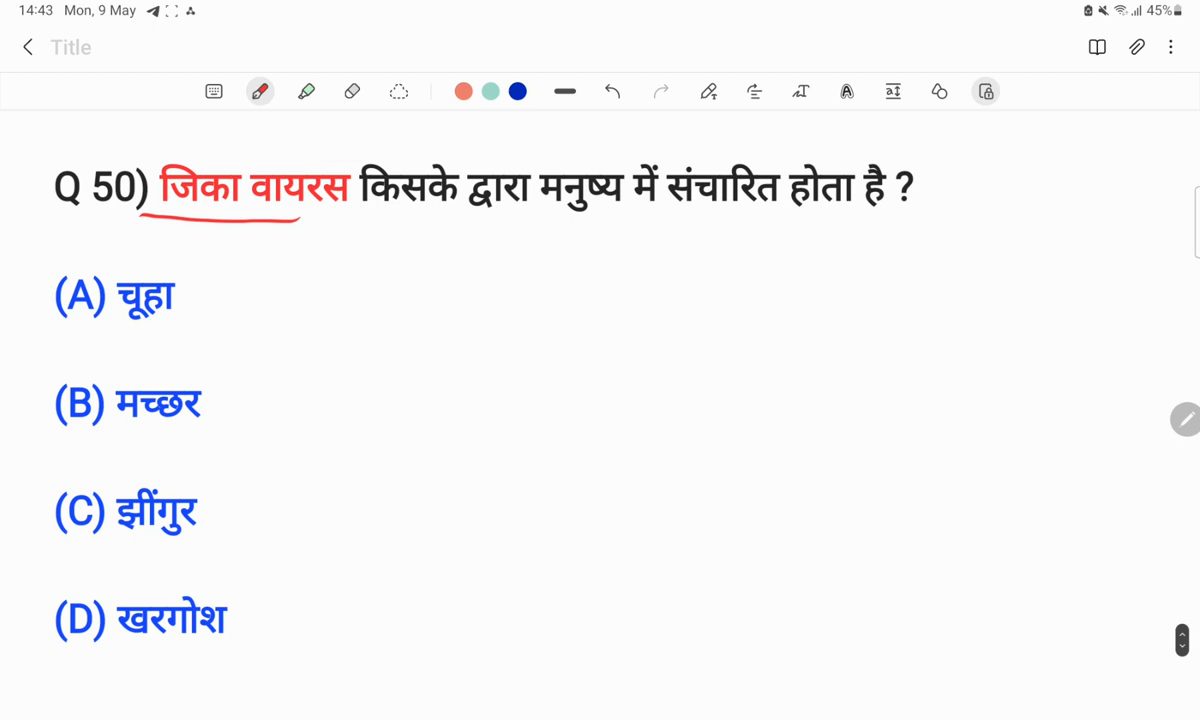 14:43 Mon, 9 May 45%
Title
Q 50) जिका वायरस किसके द्वारा मनुष्य में संचारित होता है ?
(A) चूहा
(B) मच्छर
(C) झींगुर
(D) खरगोश